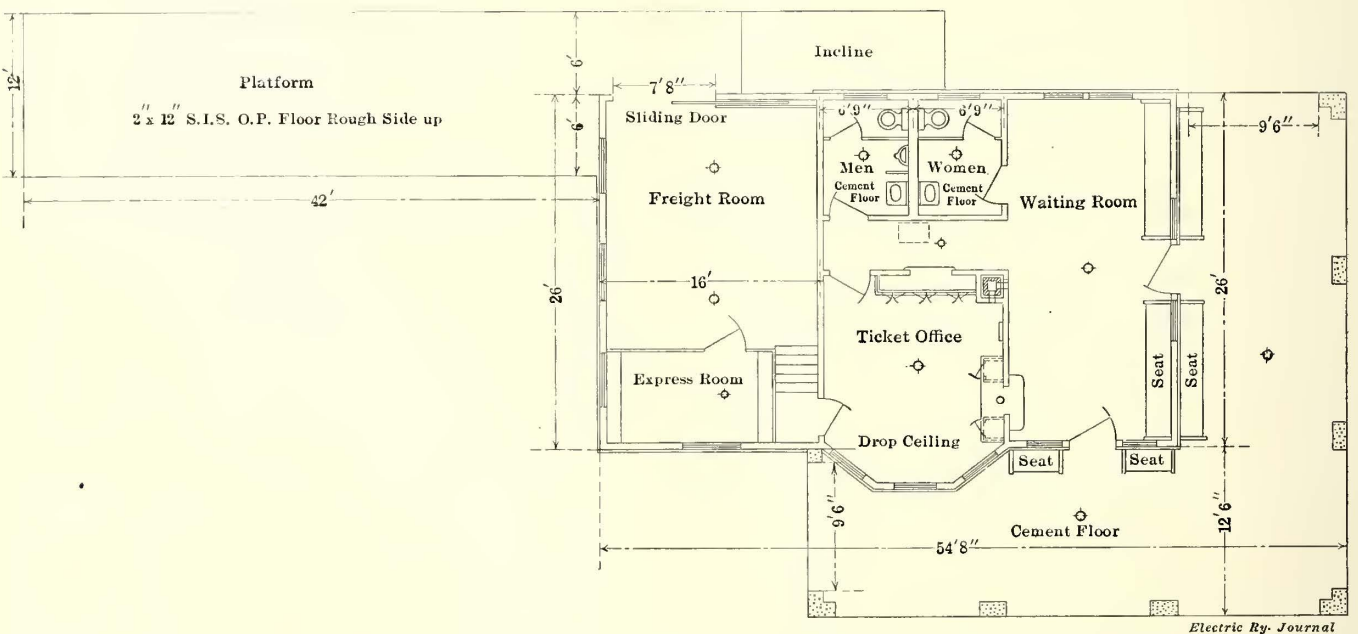 12'
Platform
2" x 12" S.I.S. O.P. Floor Rough Side up
42'
6'
6'
Incline
7'8"
Sliding Door
Freight Room
16'
26'
Express Room
6'9"
6'9"
Men
Cement
Floor
Women
Cement
Floor
Waiting Room
Ticket Office
Drop Ceiling
Seat
Seat
Seat
Seat
9'6"
26'
9'6"
12'6"
Cement Floor
54'8"
Electric Ry. Journal